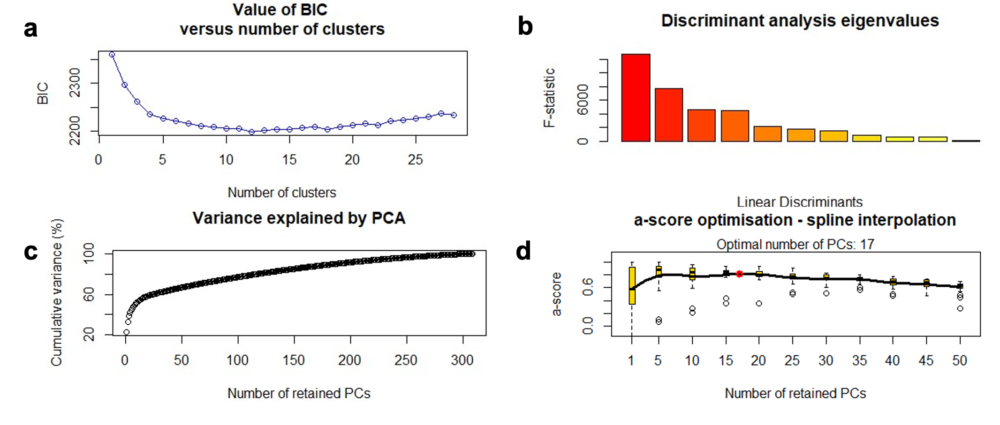 a
Value of BIC
versus number of clusters
BIC
2200 2300
0 5 10 15 20 25
Number of clusters
b
Discriminant analysis eigenvalues
F-statistic
0 6000
Linear Discriminants
c
Variance explained by PCA
Cumulative variance (%)
20 60 100
0 50 100 150 200 250 300
Number of retained PCs
d
a-score optimisation - spline interpolation
Optimal number of PCs: 17
a-score
0.0 0.6
1 5 10 15 20 25 30 35 40 45 50
Number of retained PCs